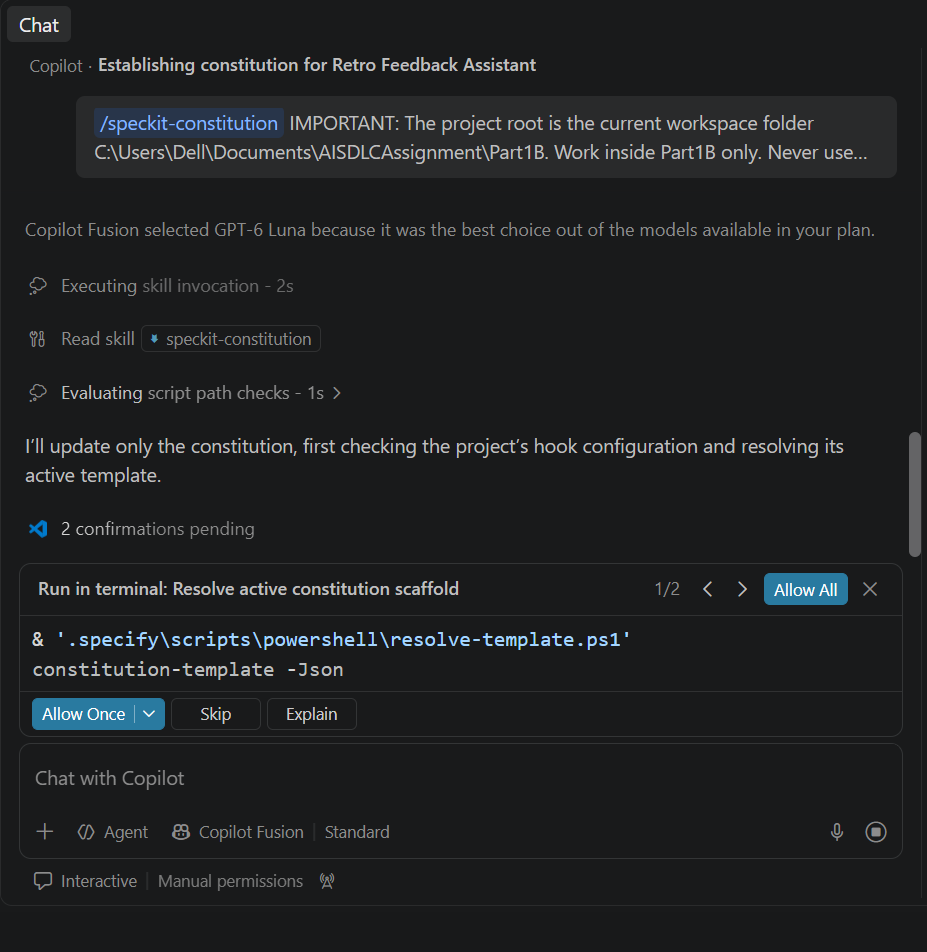 Chat
Copilot · Establishing constitution for Retro Feedback Assistant
/speckit-constitution IMPORTANT: The project root is the current workspace folder
C:\Users\Dell\Documents\AISDLCAssignment\Part1B. Work inside Part1B only. Never use...
Copilot Fusion selected GPT-6 Luna because it was the best choice out of the models available in your plan.
Executing skill invocation - 2s
Read skill speckit-constitution
Evaluating script path checks - 1s
I'll update only the constitution, first checking the project's hook configuration and resolving its
active template.
2 confirmations pending
Run in terminal: Resolve active constitution scaffold 1/2 Allow All
& '.specify\scripts\powershell\resolve-template.ps1'
constitution-template -Json
Allow Once Skip Explain
Chat with Copilot
Agent Copilot Fusion Standard
Interactive Manual permissions